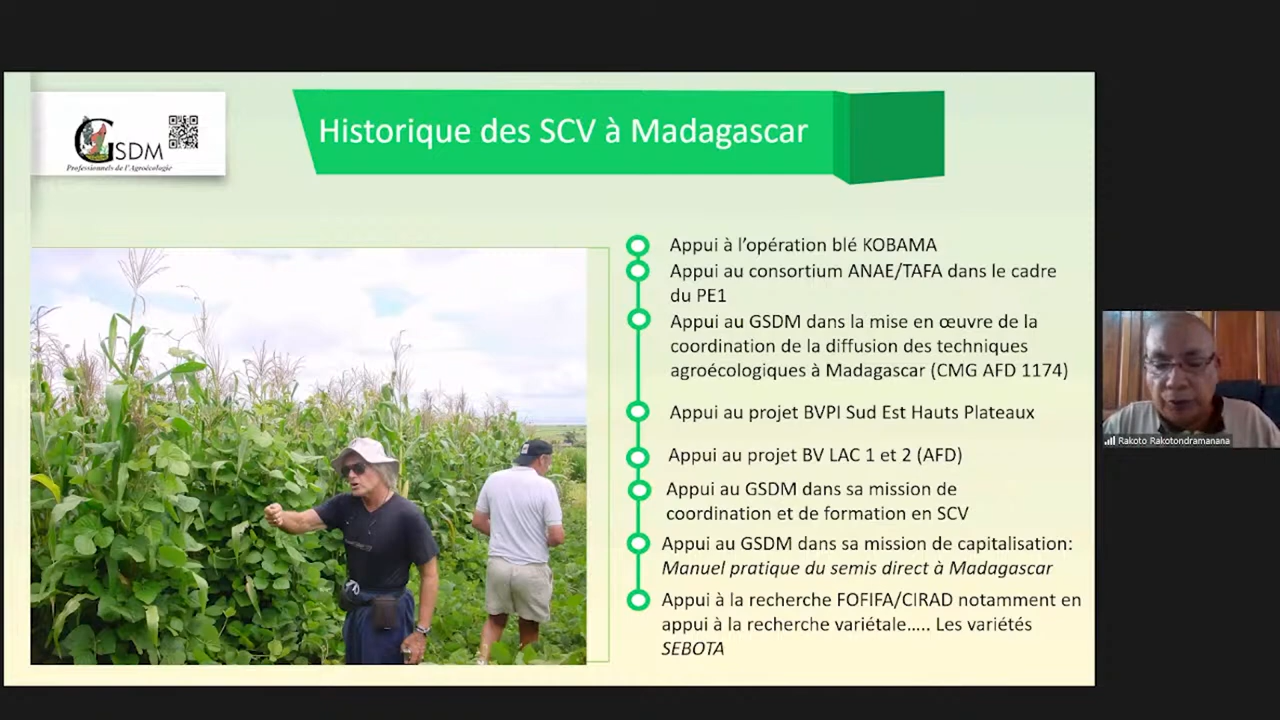 GSDM
Professionnels de l'Agroécologie
Historique des SCV à Madagascar
Appui à l'opération blé KOBAMA
Appui au consortium ANAE/TAFA dans le cadre
du PE1
Appui au GSDM dans la mise en œuvre de la
coordination de la diffusion des techniques
agroécologiques à Madagascar (CMG AFD 1174)
Appui au projet BVPI Sud Est Hauts Plateaux
Appui au projet BV LAC 1 et 2 (AFD)
Appui au GSDM dans sa mission de
coordination et de formation en SCV
Appui au GSDM dans sa mission de capitalisation:
Manuel pratique du semis direct à Madagascar
Appui à la recherche FOFIFA/CIRAD notamment en
appui à la recherche variétale..... Les variétés
SEBOTA
Rakoto Rakotondramanana